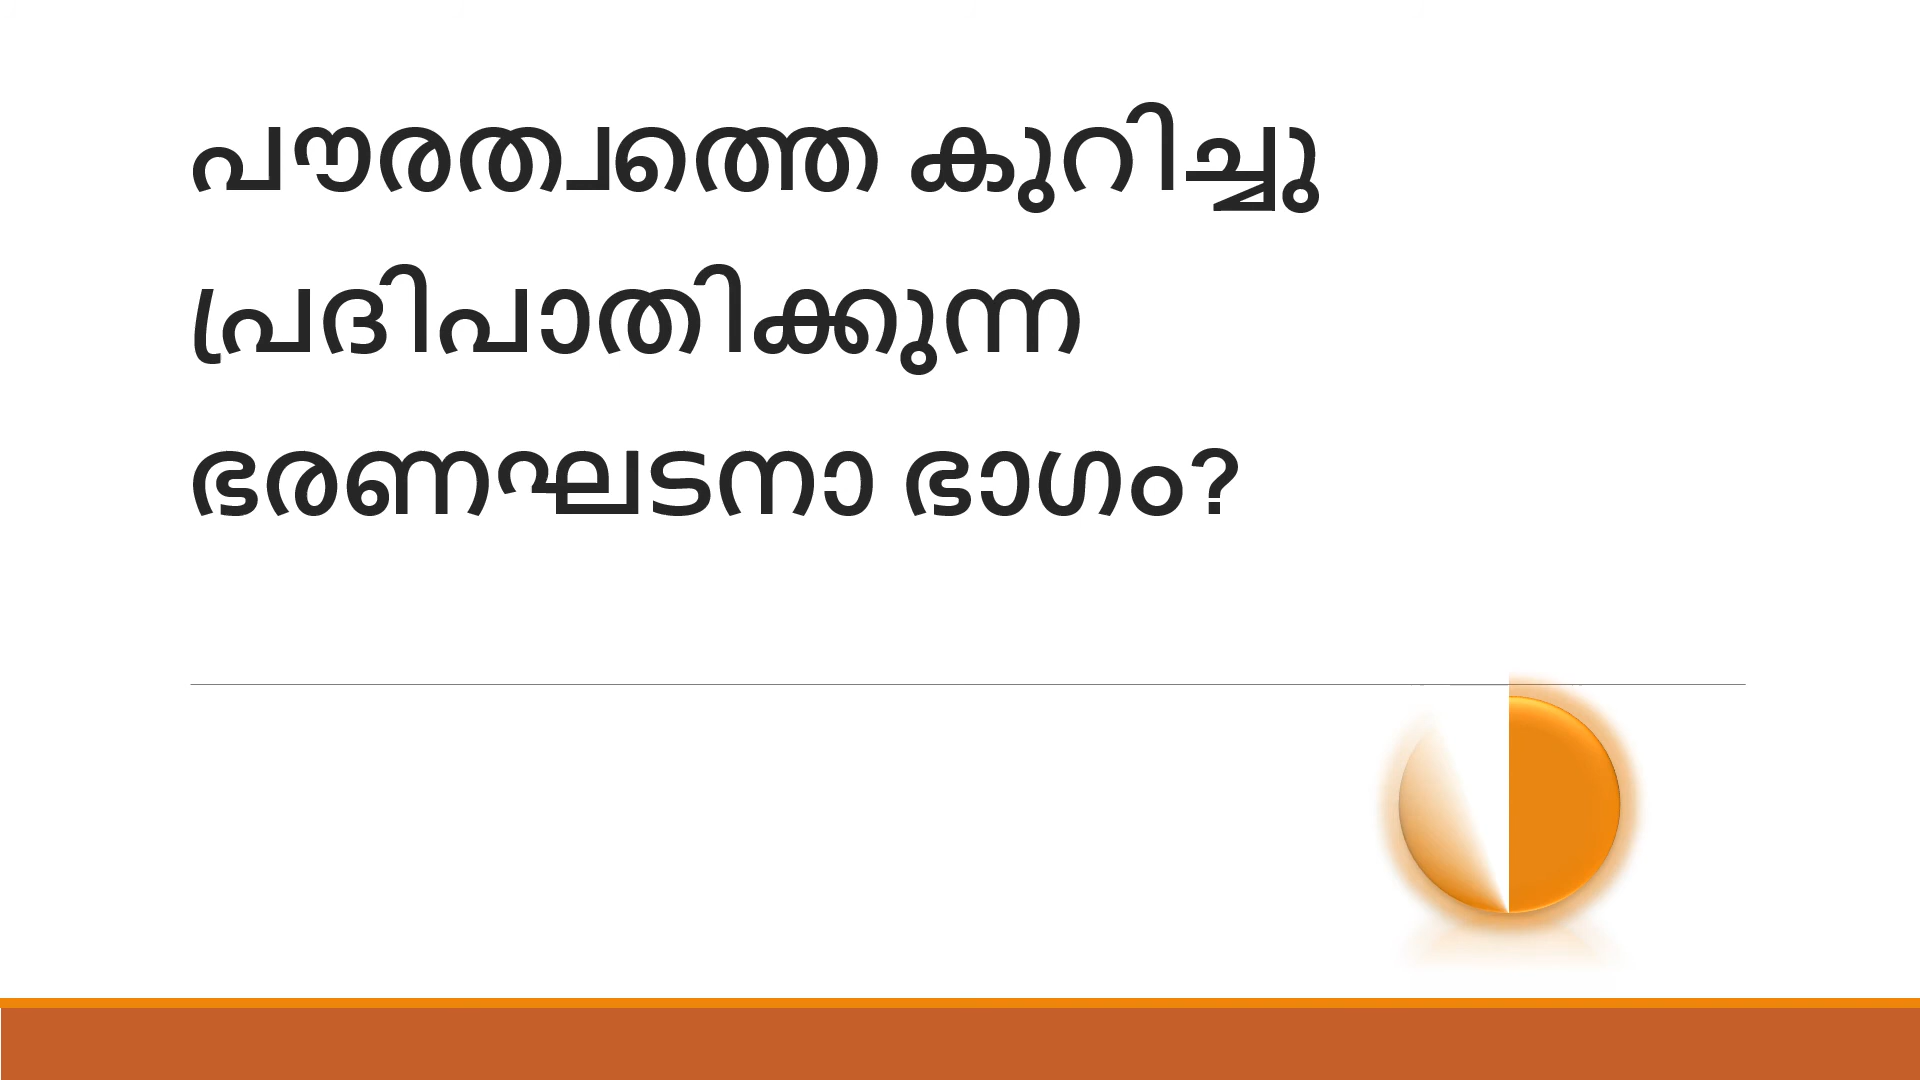 പൗരത്വത്തെ കുറിച്ചു
പ്രദിപാതിക്കുന്ന
ഭരണഘടനാ ഭാഗം?